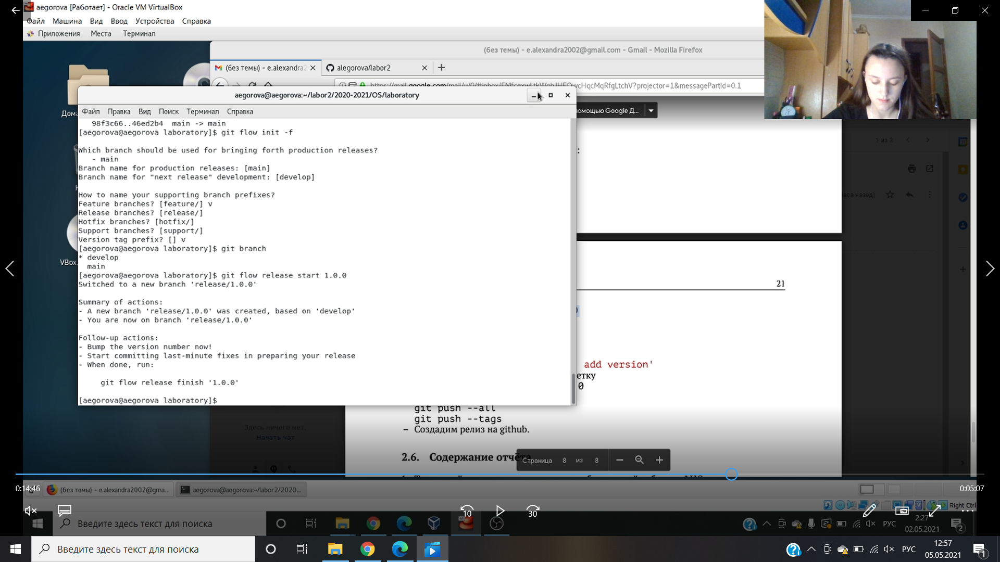 aegorova [Работает] - Oracle VM VirtualBox
Файл Машина Вид Ввод Устройства Справка
Приложения Места Терминал
(без темы) - e.alexandra2002@gmail.com - Gmail - Mozilla Firefox
(без темы) - e.alexandra2 alegorova/labor2
aegorova@aegorova:~/labor2/2020-2021/OS/laboratory
Файл Правка Вид Поиск Терминал Справка
98f3c66..46ed2b4 main -> main
[aegorova@aegorova laboratory]$ git flow init -f
Which branch should be used for bringing forth production releases?
- main
Branch name for production releases: [main]
Branch name for "next release" development: [develop]
How to name your supporting branch prefixes?
Feature branches? [feature/] v
Release branches? [release/]
Hotfix branches? [hotfix/]
Support branches? [support/]
Version tag prefix? [] v
[aegorova@aegorova laboratory]$ git branch
* develop
main
[aegorova@aegorova laboratory]$ git flow release start 1.0.0
Switched to a new branch 'release/1.0.0'
Summary of actions:
- A new branch 'release/1.0.0' was created, based on 'develop'
- You are now on branch 'release/1.0.0'
Follow-up actions:
- Bump the version number now!
- Start committing last-minute fixes in preparing your release
- When done, run:
git flow release finish '1.0.0'
[aegorova@aegorova laboratory]$
омощью Google Д...
1 из 3
:
часа назад)
21
add version'
етку
0
git push --all
git push --tags
– Создадим релиз на github.
2.6. Содержание отчёта
Страница 8 из 8
Дома
VBox
Здесь ничего нет.
Начать чат
0:14:46
0:05:07
(без темы) - e.alexandra2002@gma...
aegorova@aegorova:~/labor2/2020...
Right Ctrl
10
30
Введите здесь текст для поиска
РУС
2:27
02.05.2021
2
Введите здесь текст для поиска
РУС
12:57
05.05.2021
1